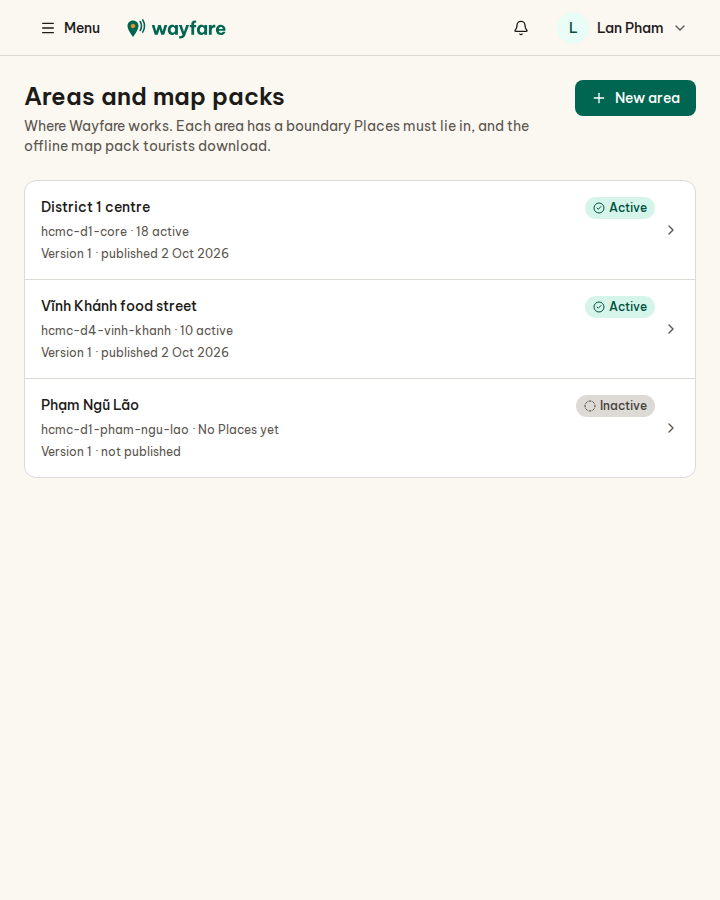 Menu
wayfare
L
Lan Pham
Areas and map packs
New area
Where Wayfare works. Each area has a boundary Places must lie in, and the
offline map pack tourists download.
District 1 centre
Active
hcmc-d1-core · 18 active
Version 1 · published 2 Oct 2026
Vĩnh Khánh food street
Active
hcmc-d4-vinh-khanh · 10 active
Version 1 · published 2 Oct 2026
Phạm Ngũ Lão
Inactive
hcmc-d1-pham-ngu-lao · No Places yet
Version 1 · not published